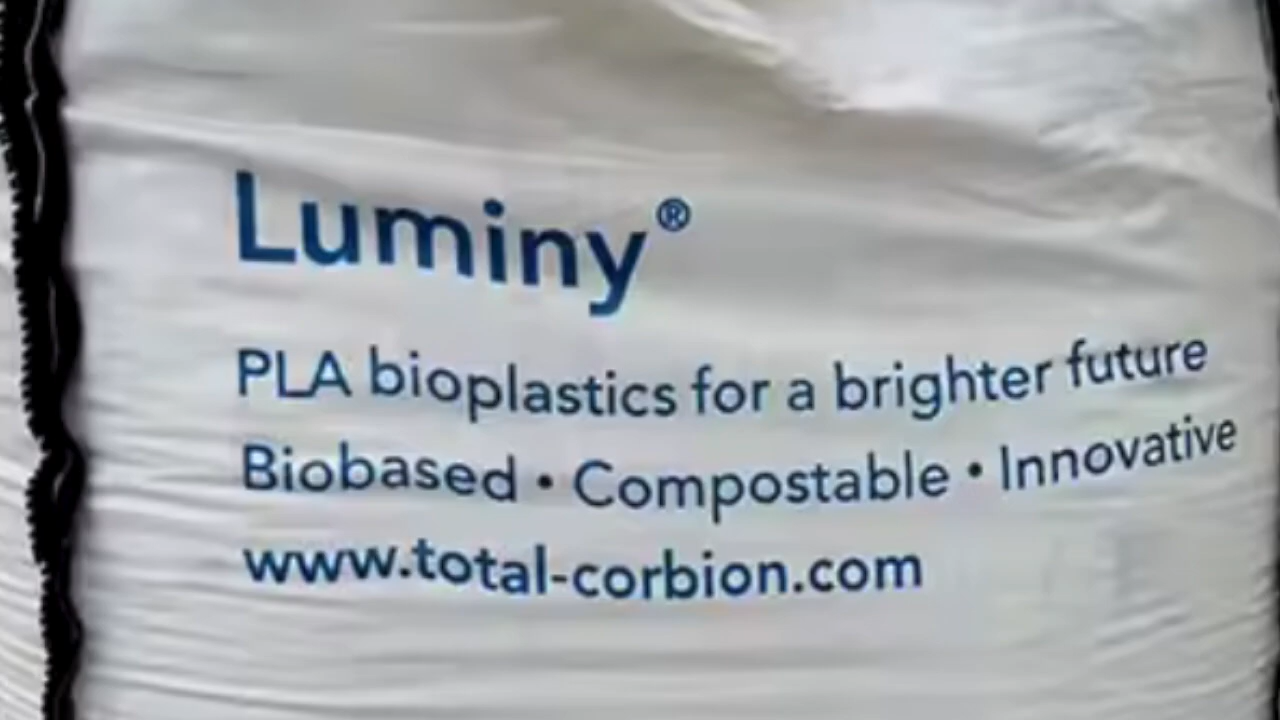 Luminy®
PLA bioplastics for a brighter future
Biobased • Compostable • Innovative
www.total-corbion.com